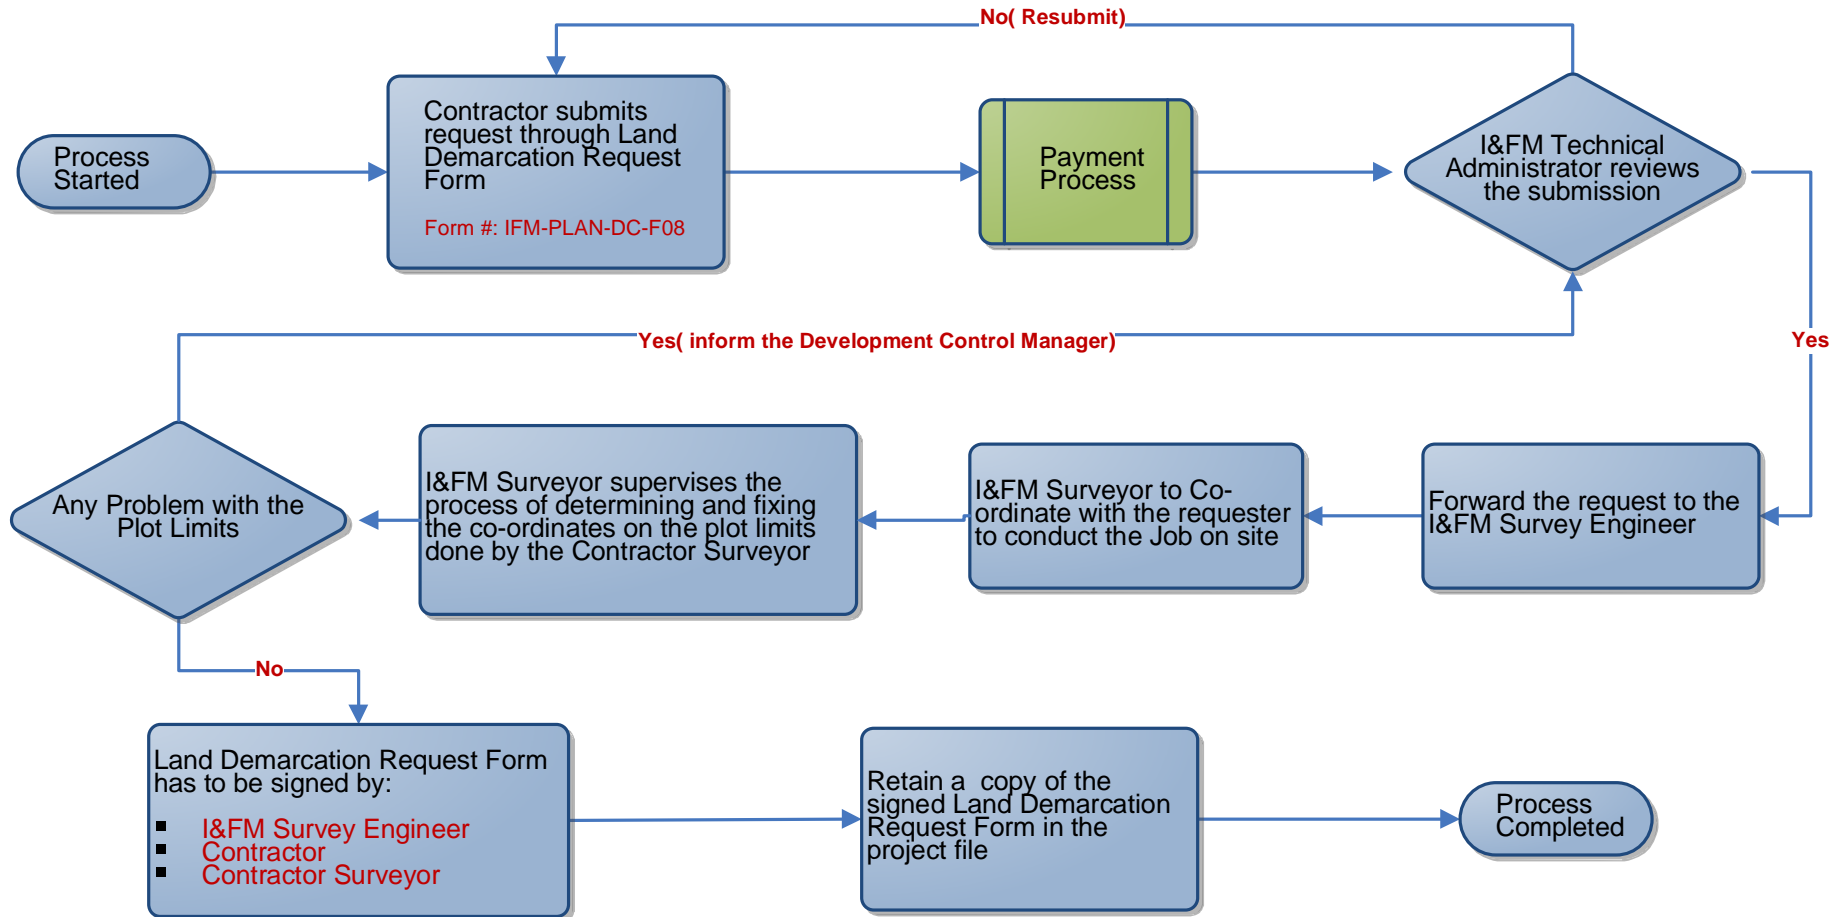 No( Resubmit)
Process
Started
Contractor submits
request through Land
Demarcation Request
Form
Form #: IFM-PLAN-DC-F08
Payment
Process
I&FM Technical
Administrator reviews
the submission
Yes
Yes( inform the Development Control Manager)
Forward the request to the
I&FM Survey Engineer
I&FM Surveyor to Co-
ordinate with the requester
to conduct the Job on site
I&FM Surveyor supervises the
process of determining and fixing
the co-ordinates on the plot limits
done by the Contractor Surveyor
Any Problem with the
Plot Limits
No
Land Demarcation Request Form
has to be signed by:
▪ I&FM Survey Engineer
▪ Contractor
▪ Contractor Surveyor
Retain a copy of the
signed Land Demarcation
Request Form in the
project file
Process
Completed